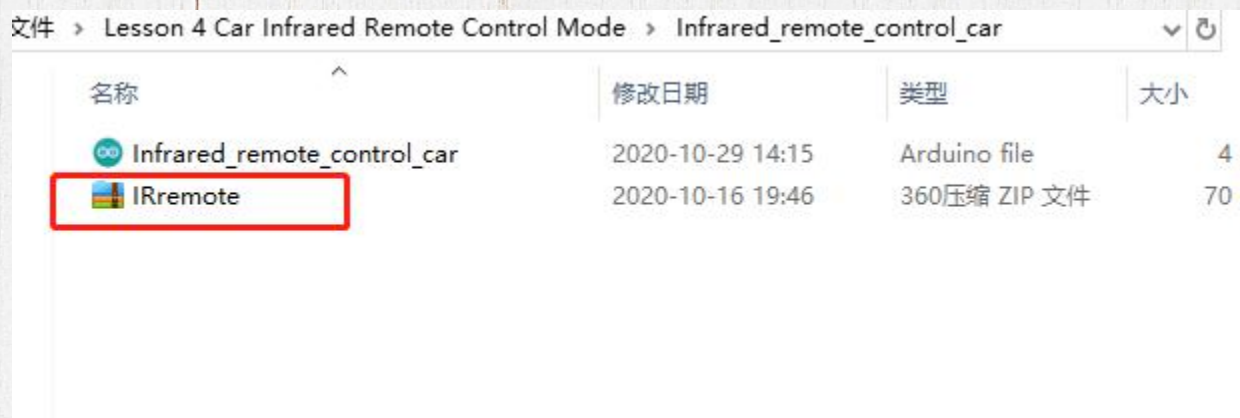 文件 > Lesson 4 Car Infrared Remote Control Mode > Infrared_remote_control_car
名称 修改日期 类型 大小
Infrared_remote_control_car 2020-10-29 14:15 Arduino file 4
IRremote 2020-10-16 19:46 360压缩 ZIP 文件 70